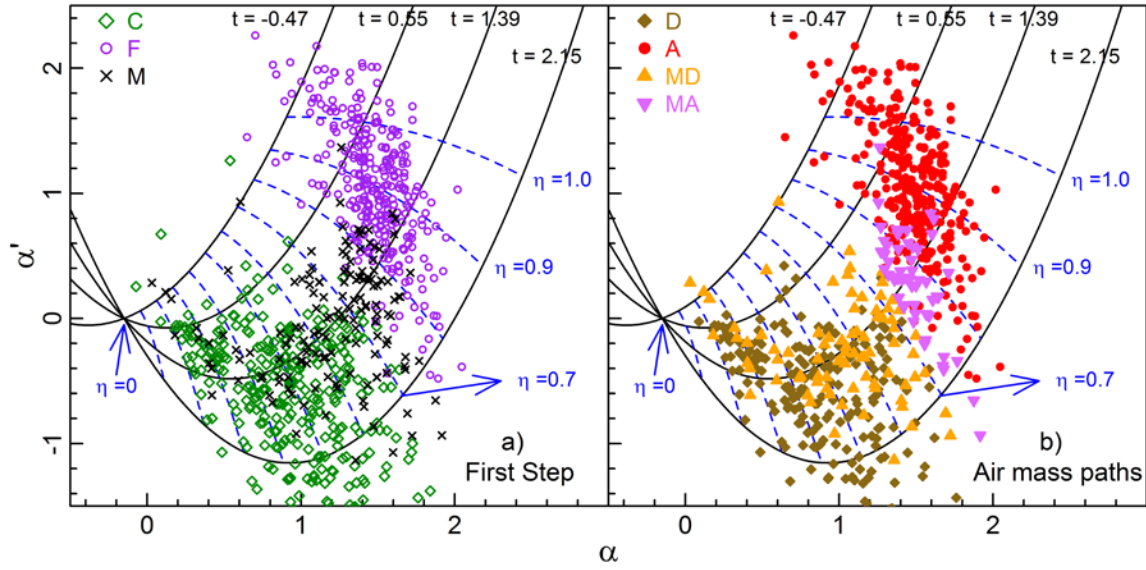 C
F
M
t = -0.47
t = 0.55
t = 1.39
t = 2.15
η =1.0
η =0.9
η =0.7
η =0
a)
First Step
2
1
0
-1
0
1
2
α'
D
A
MD
MA
t = -0.47
t = 0.55
t = 1.39
t = 2.15
η =1.0
η =0.9
η =0.7
η =0
b)
Air mass paths
0
1
2
α